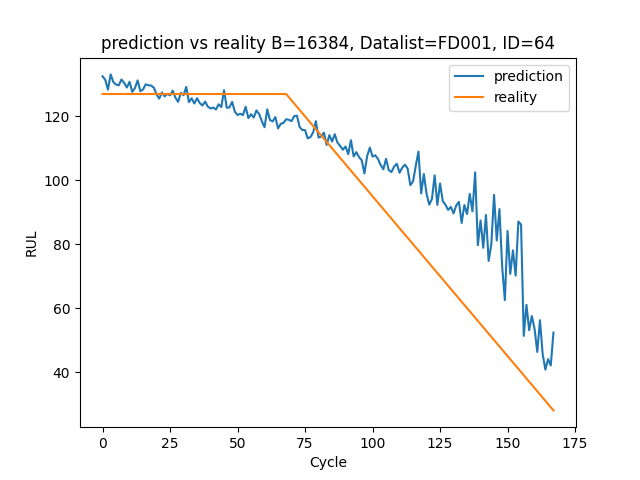 prediction vs reality B=16384, Datalist=FD001, ID=64
prediction
reality
RUL
120
100
80
60
40
0 25 50 75 100 125 150 175
Cycle